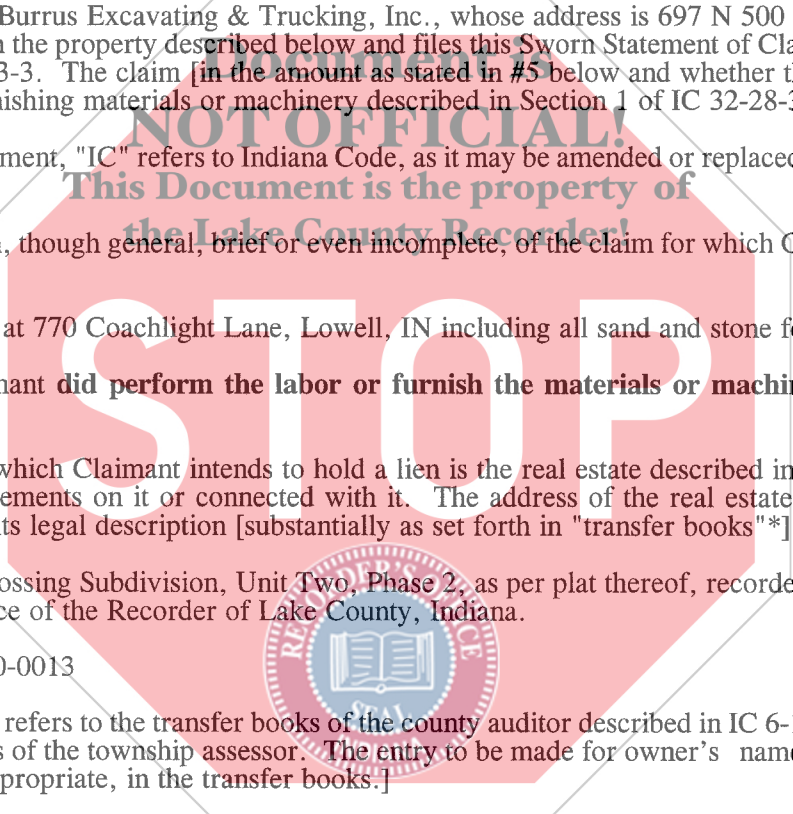 Burrus Excavating & Trucking, Inc., whose address is 697 N 500
the property described below and files this Sworn Statement of Cla
Document is
3-3. The claim [in the amount as stated in #5 below and whether t
nishing materials or machinery described in Section 1 of IC 32-28-3
NOT OFFICIAL!
ment, "IC" refers to Indiana Code, as it may be amended or replaced
This Document is the property of
the Lake County Recorder!
, though general, brief or even incomplete, of the claim for which C
STOP
at 770 Coachlight Lane, Lowell, IN including all sand and stone f
mant did perform the labor or furnish the materials or machin
which Claimant intends to hold a lien is the real estate described in
ements on it or connected with it. The address of the real estate
ts legal description [substantially as set forth in "transfer books"*]
ossing Subdivision, Unit Two, Phase 2, as per plat thereof, recorde
ce of the Recorder of Lake County, Indiana.
RECORDER'S OFFICE
0-0013
SEAL
refers to the transfer books of the county auditor described in IC 6-
s of the township assessor. The entry to be made for owner's name
propriate, in the transfer books.]